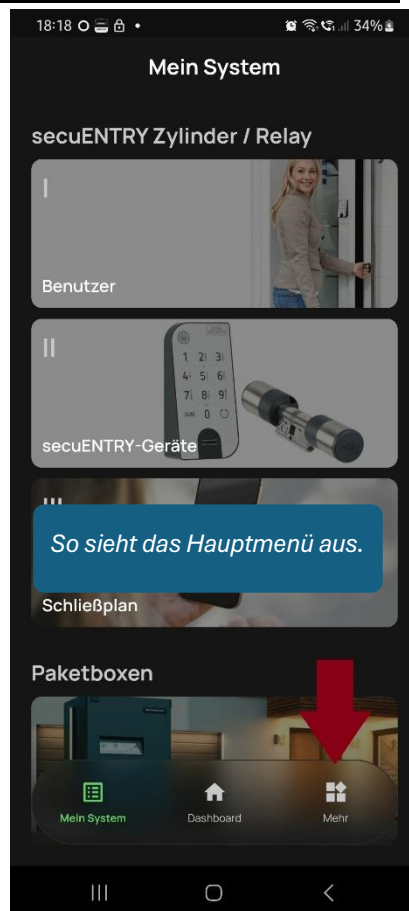 18:18
34%
Mein System
secuENTRY Zylinder / Relay
I
Benutzer
II
1 2 3
4 5 6
7 8 9
0
secuENTRY-Geräte
III
So sieht das Hauptmenü aus.
Schließplan
Paketboxen
Mein System Dashboard Mehr